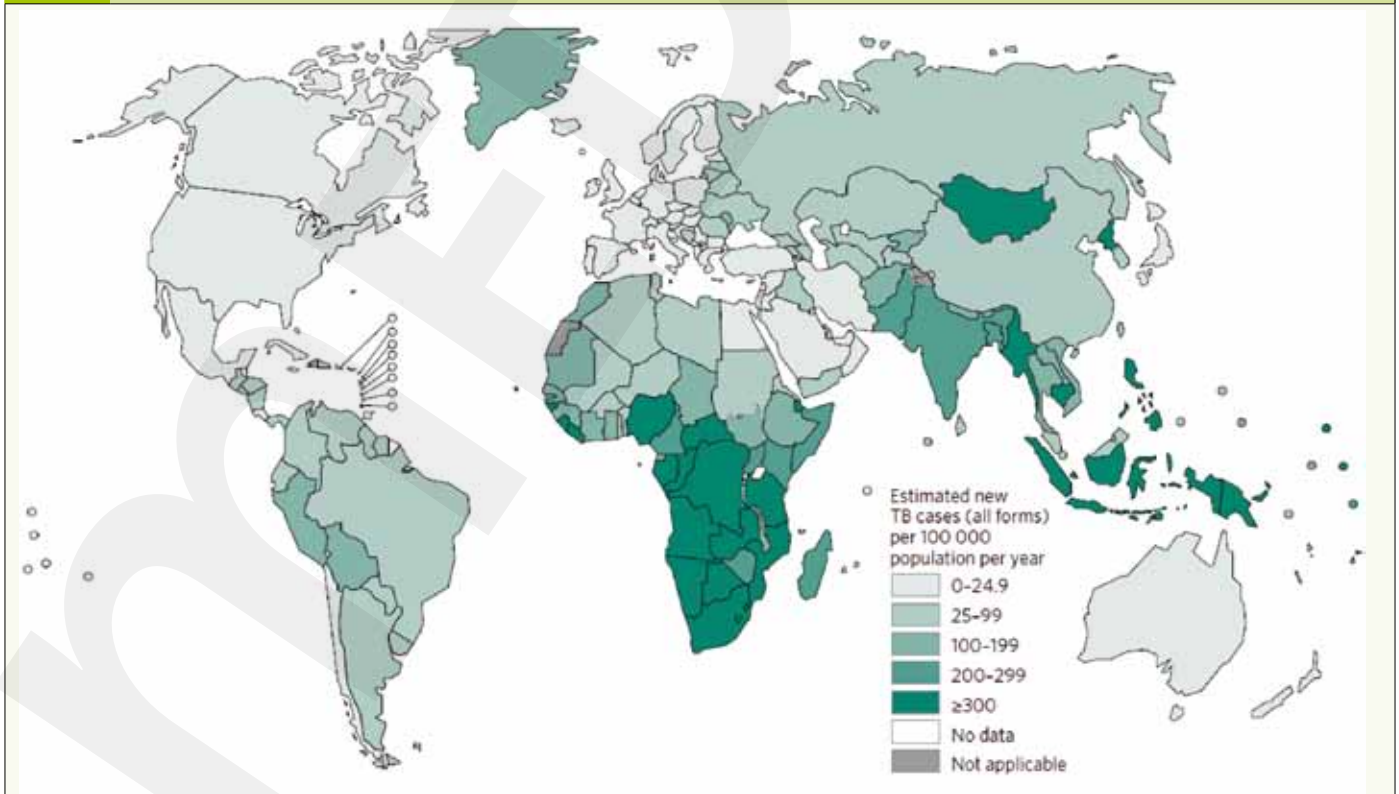 Estimated new
TB cases (all forms)
per 100 000
population per year
0–24.9
25–99
100–199
200–299
≥300
No data
Not applicable